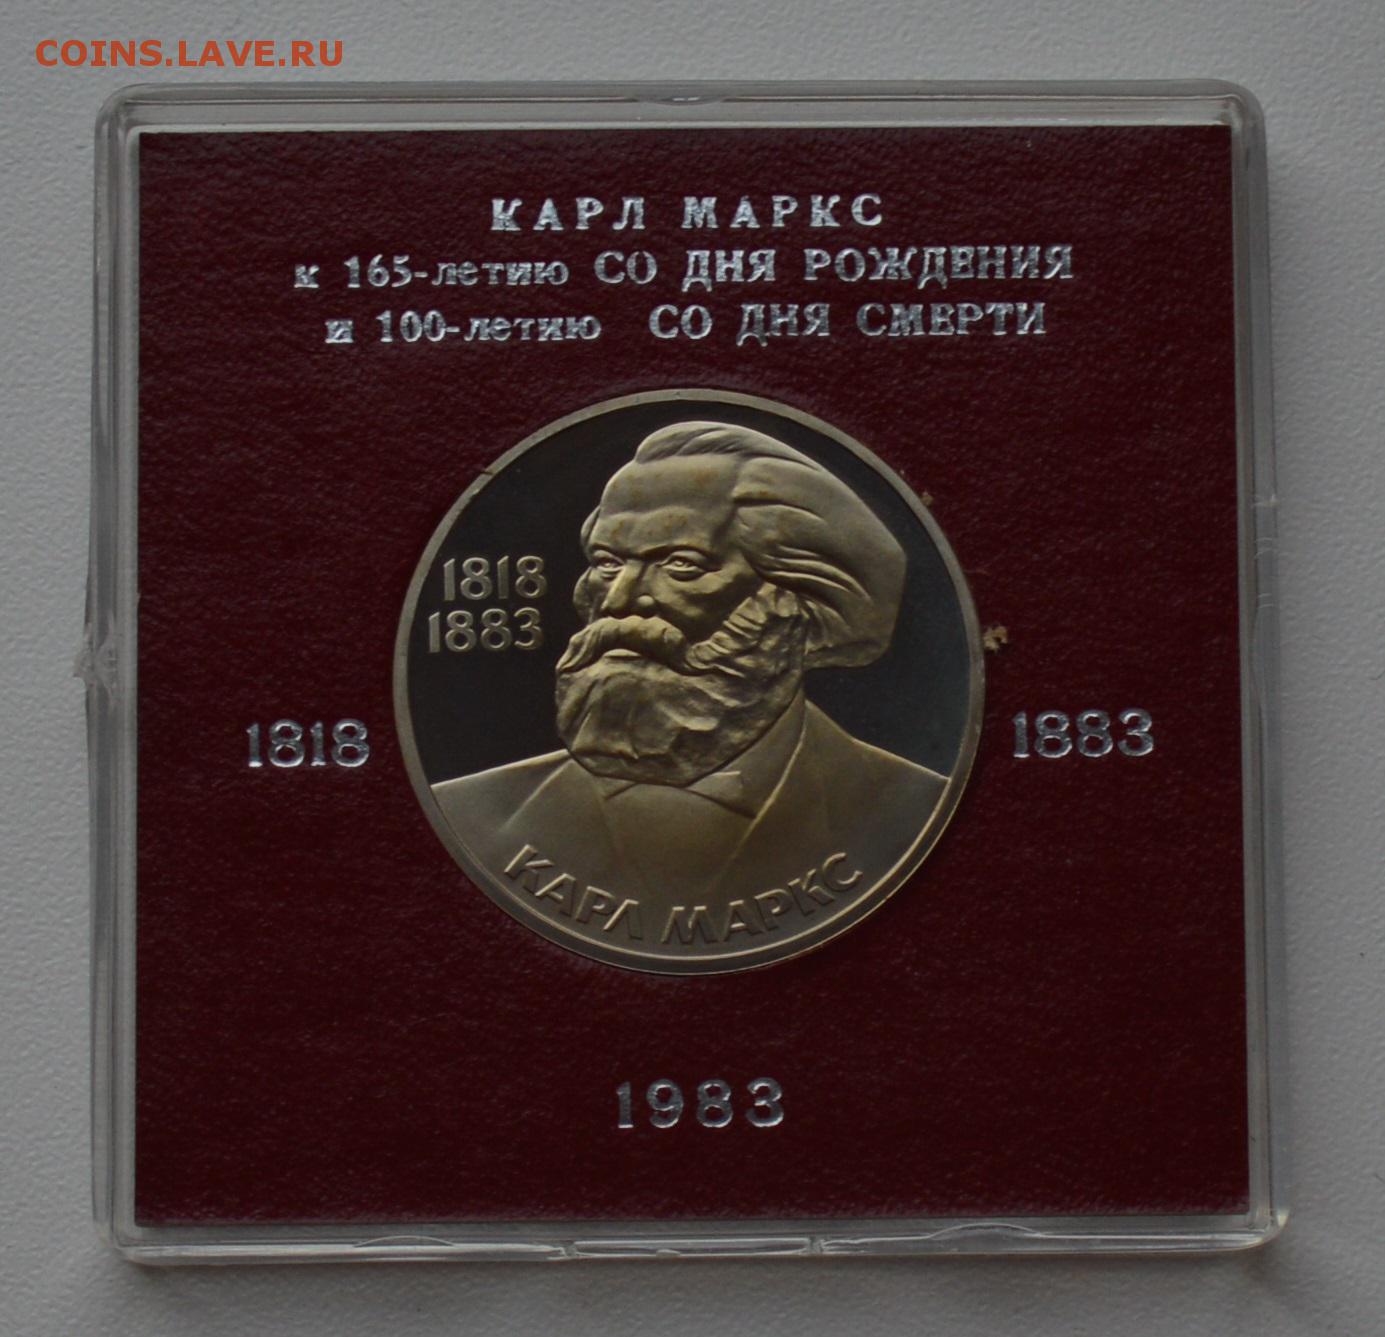 COINS.LAVE.RU
КАРЛ МАРКС
к 165-летию СО ДНЯ РОЖДЕНИЯ
и 100-летию СО ДНЯ СМЕРТИ
1818
1883
1818
1883
КАРЛ МАРКС
1983